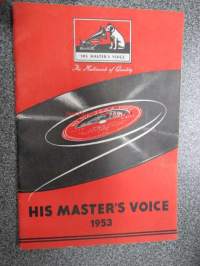 "HIS MASTER'S VOICE"
The Hallmark of Quality
HIS MASTER'S VOICE
1953